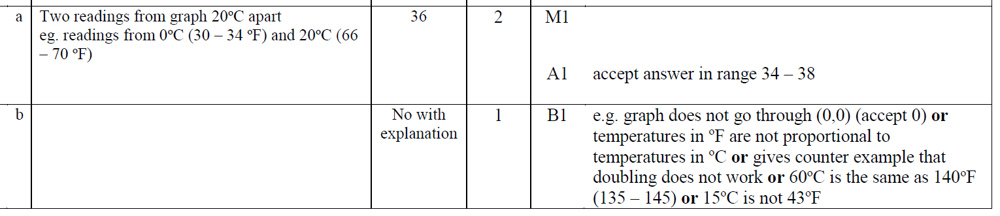 a Two readings from graph 20ºC apart 36 2 M1
eg. readings from 0ºC (30 – 34 ºF) and 20ºC (66
– 70 ºF)
A1 accept answer in range 34 – 38
b No with 1 B1 e.g. graph does not go through (0,0) (accept 0) or
explanation temperatures in ºF are not proportional to
temperatures in ºC or gives counter example that
doubling does not work or 60ºC is the same as 140ºF
(135 – 145) or 15ºC is not 43ºF